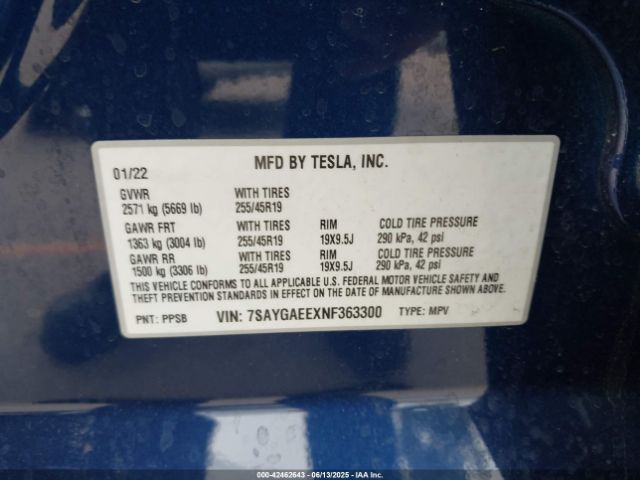 01/22 MFD BY TESLA, INC.
GVWR WITH TIRES
2571 kg (5669 lb) 255/45R19
GAWR FRT WITH TIRES RIM COLD TIRE PRESSURE
1363 kg (3004 lb) 255/45R19 19X9.5J 290 kPa, 42 psi
GAWR RR WITH TIRES RIM COLD TIRE PRESSURE
1500 kg (3306 lb) 255/45R19 19X9.5J 290 kPa, 42 psi
THIS VEHICLE CONFORMS TO ALL APPLICABLE U.S. FEDERAL MOTOR VEHICLE SAFETY AND
THEFT PREVENTION STANDARDS IN EFFECT ON THE DATE OF MANUFACTURE SHOWN ABOVE.
PNT: PPSB VIN: 7SAYGAEEXNF363300 TYPE: MPV
000-42462643 - 06/13/2025 - IAA Inc.